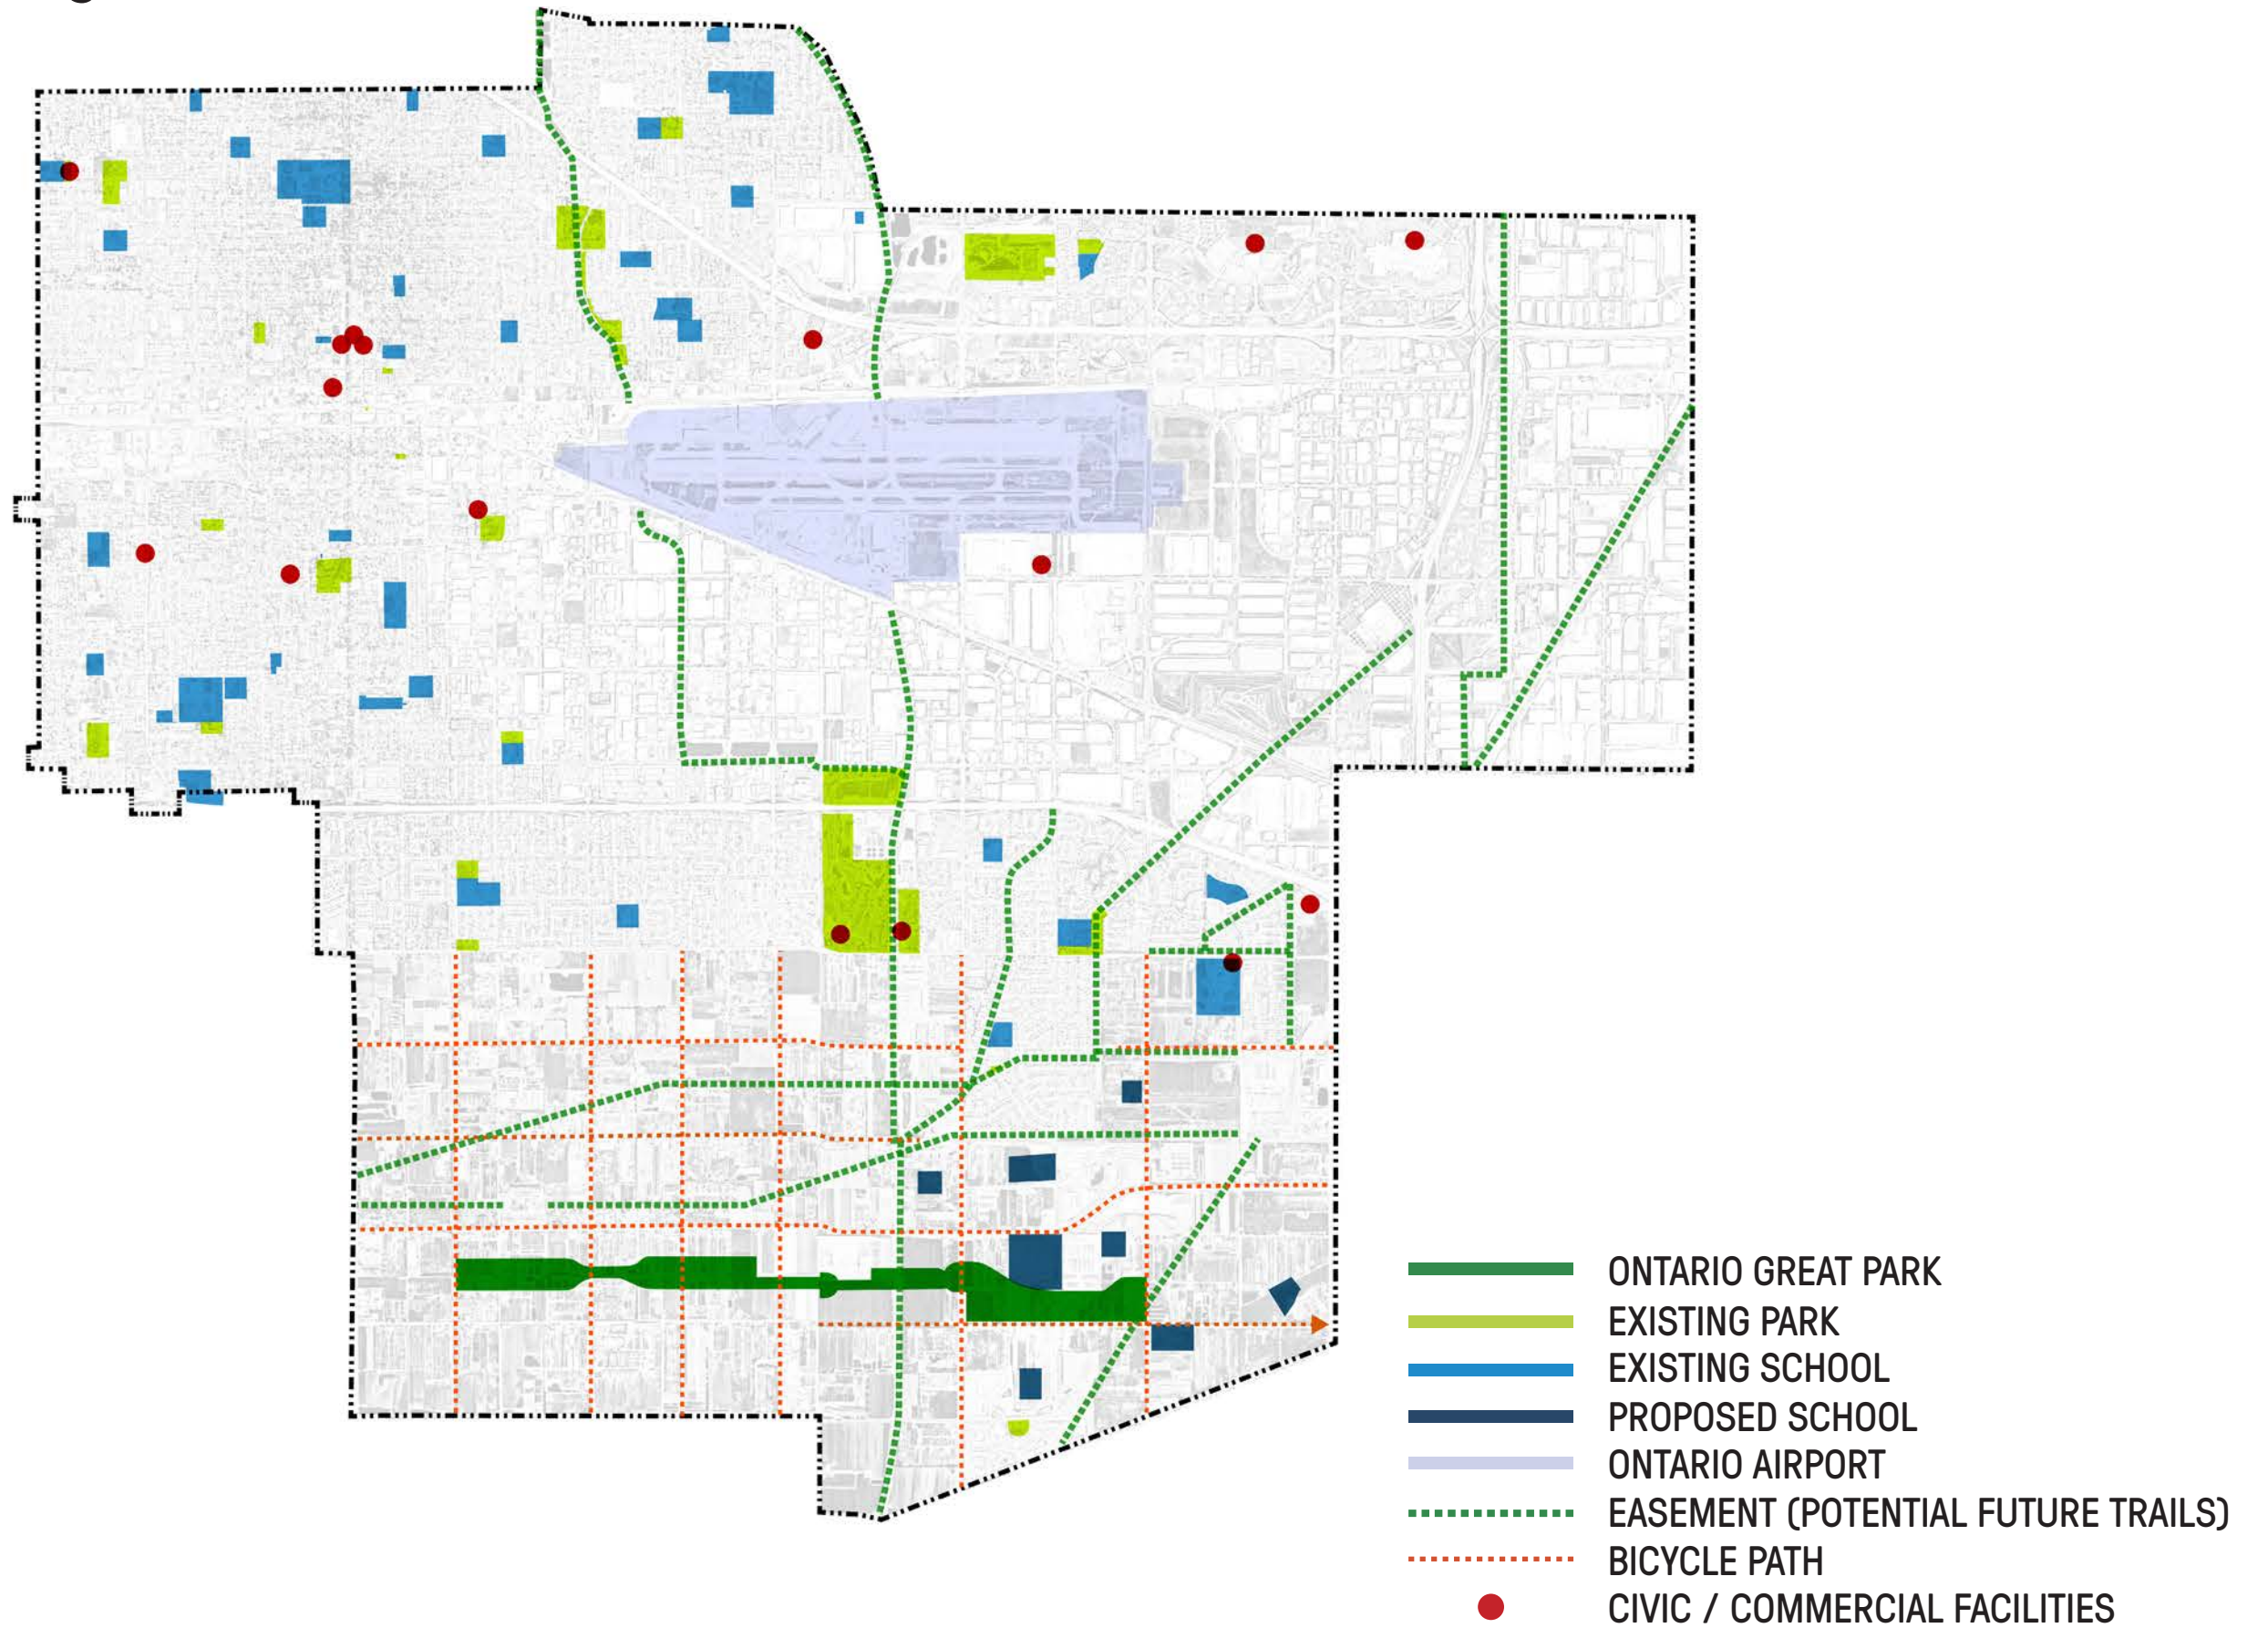 ONTARIO GREAT PARK
EXISTING PARK
EXISTING SCHOOL
PROPOSED SCHOOL
ONTARIO AIRPORT
EASEMENT (POTENTIAL FUTURE TRAILS)
BICYCLE PATH
CIVIC / COMMERCIAL FACILITIES